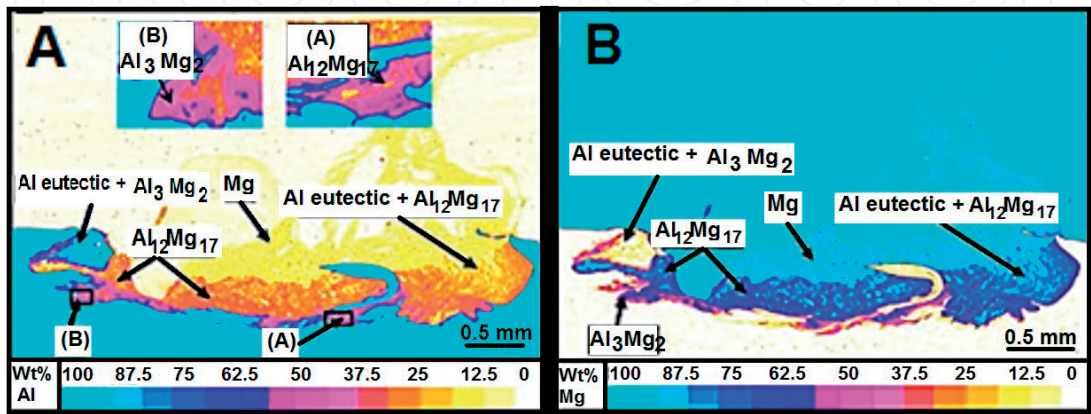 A
(B)
Al3 Mg2
(A)
Al12Mg17
Al eutectic + Al3 Mg2
Mg
Al eutectic + Al12Mg17
Al12Mg17
(B)
(A)
0.5 mm
Wt% 100 87.5 75 62.5 50 37.5 25 12.5 0
Al
B
Al eutectic + Al3 Mg2
Mg
Al eutectic + Al12Mg17
Al12Mg17
Al3Mg2
0.5 mm
Wt% 100 87.5 75 62.5 50 37.5 25 12.5 0
Mg